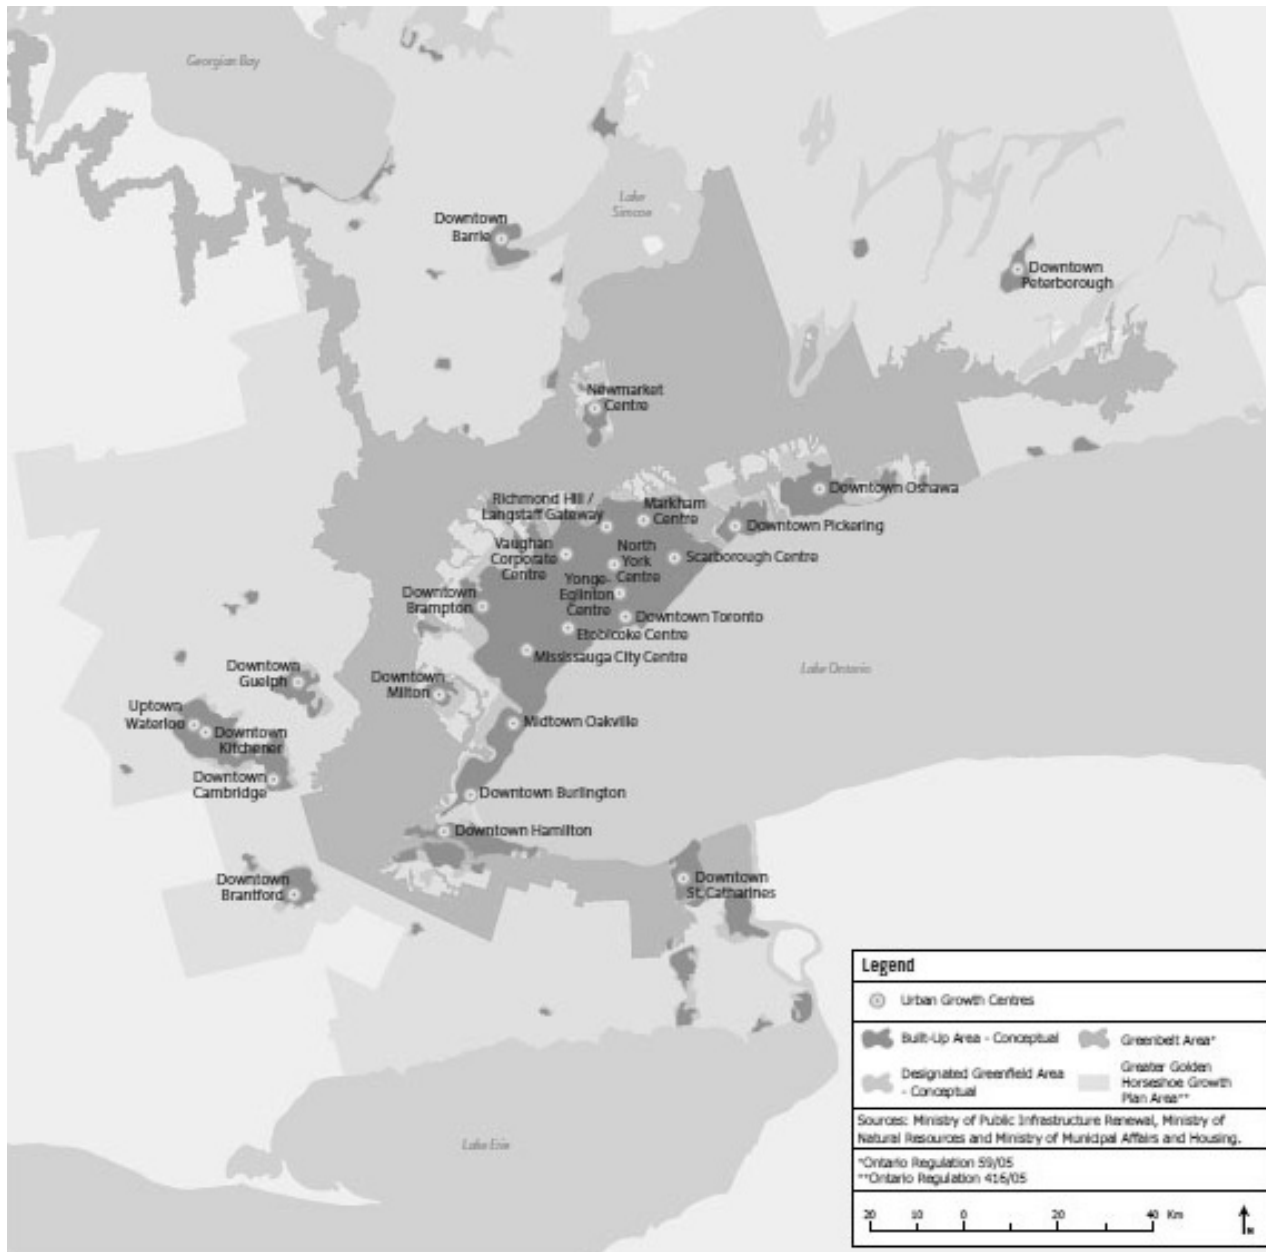 Georgian Bay
Lake
Simcoe
Downtown
Barrie
Downtown
Peterborough
Newmarket
Centre
Downtown Oshawa
Richmond Hill /
Langstaff Gateway
Markham
Centre
Downtown Pickering
Vaughan
Corporate
Centre
North
York
Centre
Scarborough Centre
Yonge-
Eglinton
Centre
Downtown
Brampton
Downtown Toronto
Etobicoke Centre
Mississauga City Centre
Lake Ontario
Downtown
Guelph
Downtown
Milton
Uptown
Waterloo
Downtown
Kitchener
Midtown Oakville
Downtown
Cambridge
Downtown Burlington
Downtown Hamilton
Downtown
Brantford
Downtown
St. Catharines
Lake Erie
Legend
Urban Growth Centres
Built-Up Area - Conceptual
Greenbelt Area*
Designated Greenfield Area
- Conceptual
Greater Golden
Horseshoe Growth
Plan Area**
Sources: Ministry of Public Infrastructure Renewal, Ministry of
Natural Resources and Ministry of Municipal Affairs and Housing.
*Ontario Regulation 59/05
**Ontario Regulation 416/05
20 10 0 20 40 Km
N